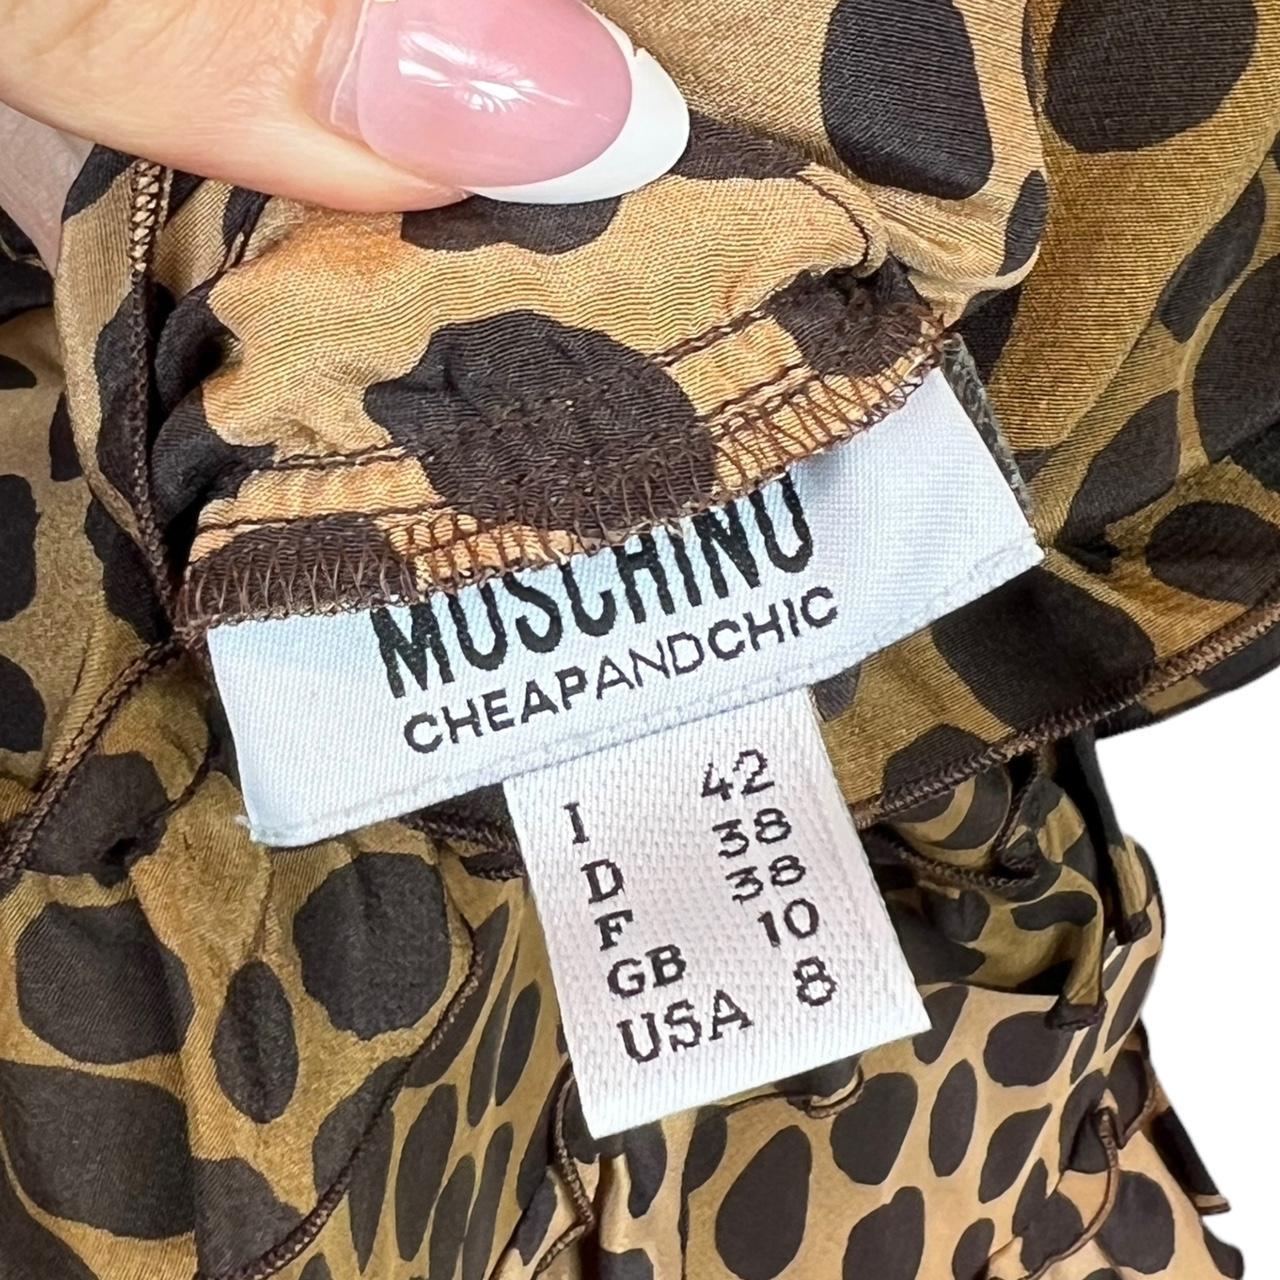 MOSCHINO
CHEAPANDCHIC
I 42
D 38
F 38
GB 10
USA 8